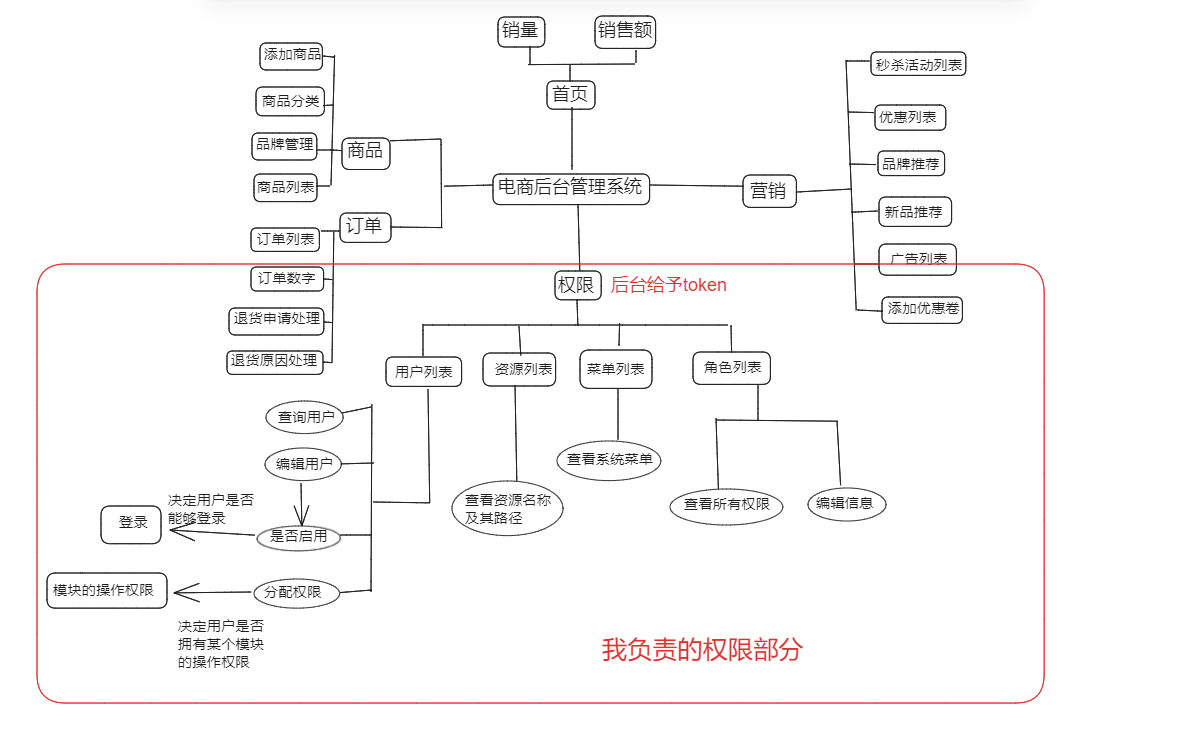 销量
销售额
首页
添加商品
商品分类
品牌管理
商品列表
商品
订单
订单列表
订单数字
退货申请处理
退货原因处理
电商后台管理系统
营销
秒杀活动列表
优惠列表
品牌推荐
新品推荐
广告列表
添加优惠卷
权限
后台给予token
用户列表
资源列表
菜单列表
角色列表
查询用户
编辑用户
是否启用
分配权限
决定用户是否
能够登录
登录
模块的操作权限
决定用户是否
拥有某个模块
的操作权限
查看资源名称
及其路径
查看系统菜单
查看所有权限
编辑信息
我负责的权限部分